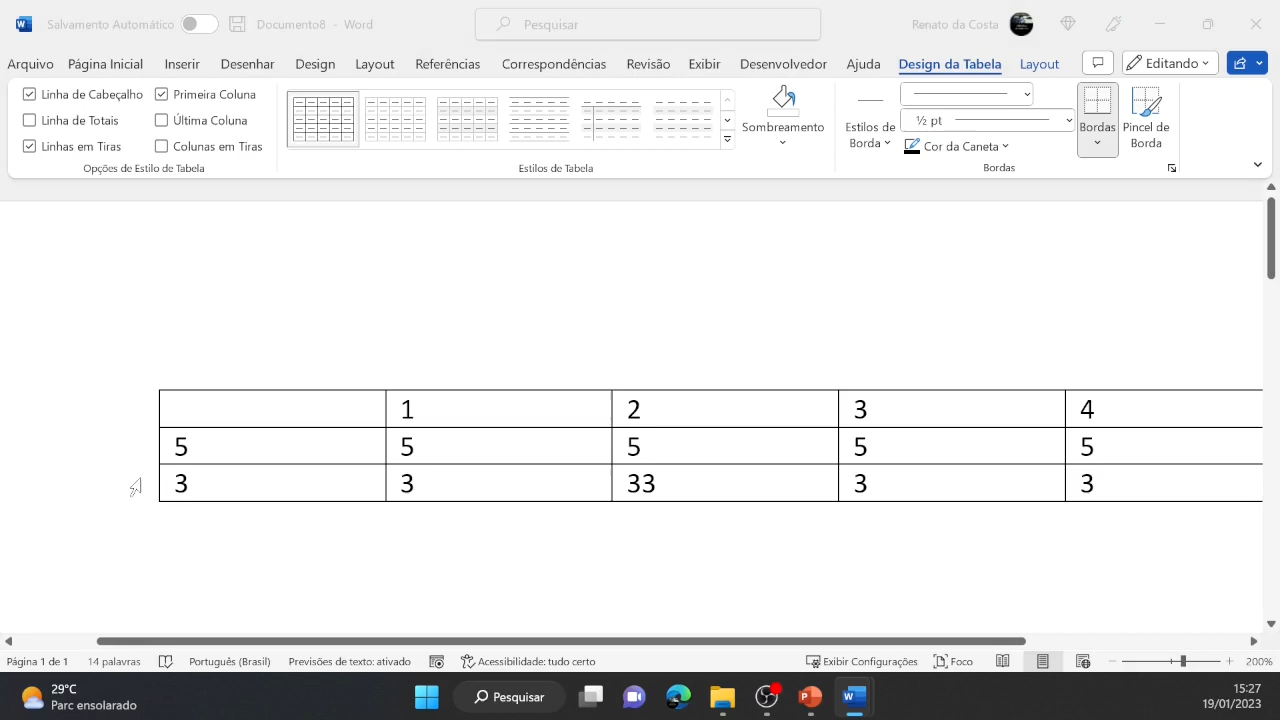 Salvamento Automático Documento8 - Word Pesquisar Renato da Costa
Arquivo Página Inicial Inserir Desenhar Design Layout Referências Correspondências Revisão Exibir Desenvolvedor Ajuda Design da Tabela Layout Editando
Linha de Cabeçalho Primeira Coluna
Linha de Totais Última Coluna
Linhas em Tiras Colunas em Tiras
Opções de Estilo de Tabela
Estilos de Tabela
Sombreamento
Estilos de
Borda
½ pt
Cor da Caneta
Bordas
Pincel de
Borda
Bordas
1 2 3 4
5 5 5 5 5
3 3 33 3 3
Página 1 de 1 14 palavras Português (Brasil) Previsões de texto: ativado Acessibilidade: tudo certo Exibir Configurações Foco 200%
29°C
Parc ensolarado
Pesquisar
15:27
19/01/2023